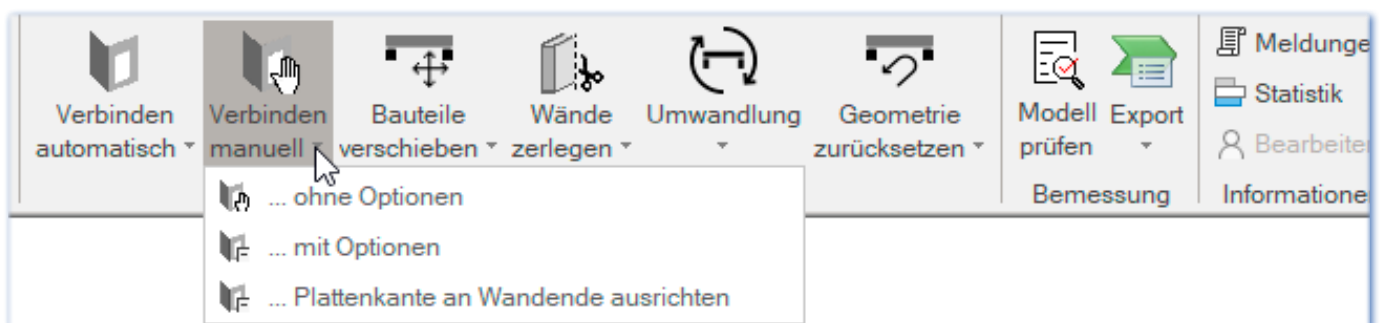 Verbinden automatisch
Verbinden manuell
Bauteile verschieben
Wände zerlegen
Umwandlung
Geometrie zurücksetzen
Modell prüfen
Export
Bemessung
Statistik
... ohne Optionen
... mit Optionen
... Plattenkante an Wandende ausrichten